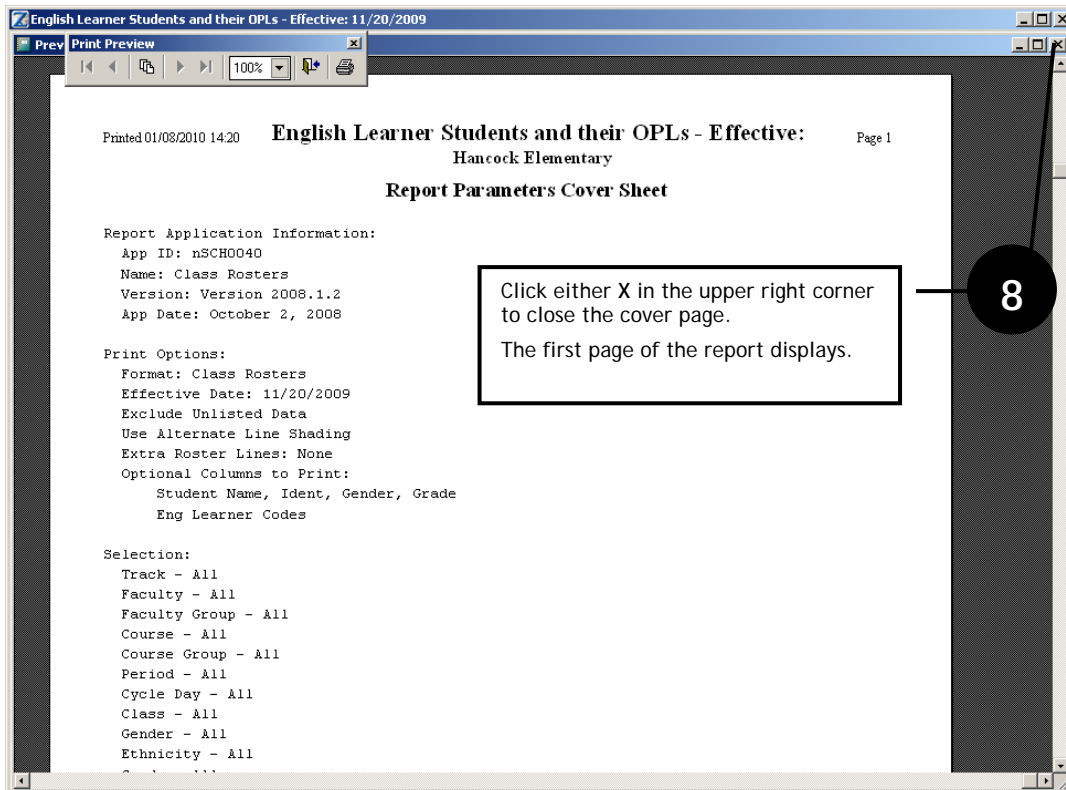 English Learner Students and their OPLs - Effective: 11/20/2009
Prev
Print Preview
100%
Printed 01/08/2010 14:20 English Learner Students and their OPLs - Effective: Page 1
Hancock Elementary
Report Parameters Cover Sheet
Report Application Information:
App ID: nSCH0040
Name: Class Rosters
Version: Version 2008.1.2
App Date: October 2, 2008
Click either X in the upper right corner
to close the cover page.
The first page of the report displays.
8
Print Options:
Format: Class Rosters
Effective Date: 11/20/2009
Exclude Unlisted Data
Use Alternate Line Shading
Extra Roster Lines: None
Optional Columns to Print:
Student Name, Ident, Gender, Grade
Eng Learner Codes
Selection:
Track - All
Faculty - All
Faculty Group - All
Course - All
Course Group - All
Period - All
Cycle Day - All
Class - All
Gender - All
Ethnicity - All